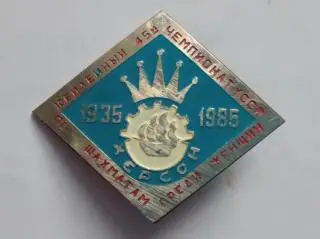 ЮБИЛЕЙНЫЙ 45й ЧЕМПИОНАТ СССР
1935 1985
ХЕРСОН
ПО ШАХМАТАМ СРЕДИ ЖЕНЩИН